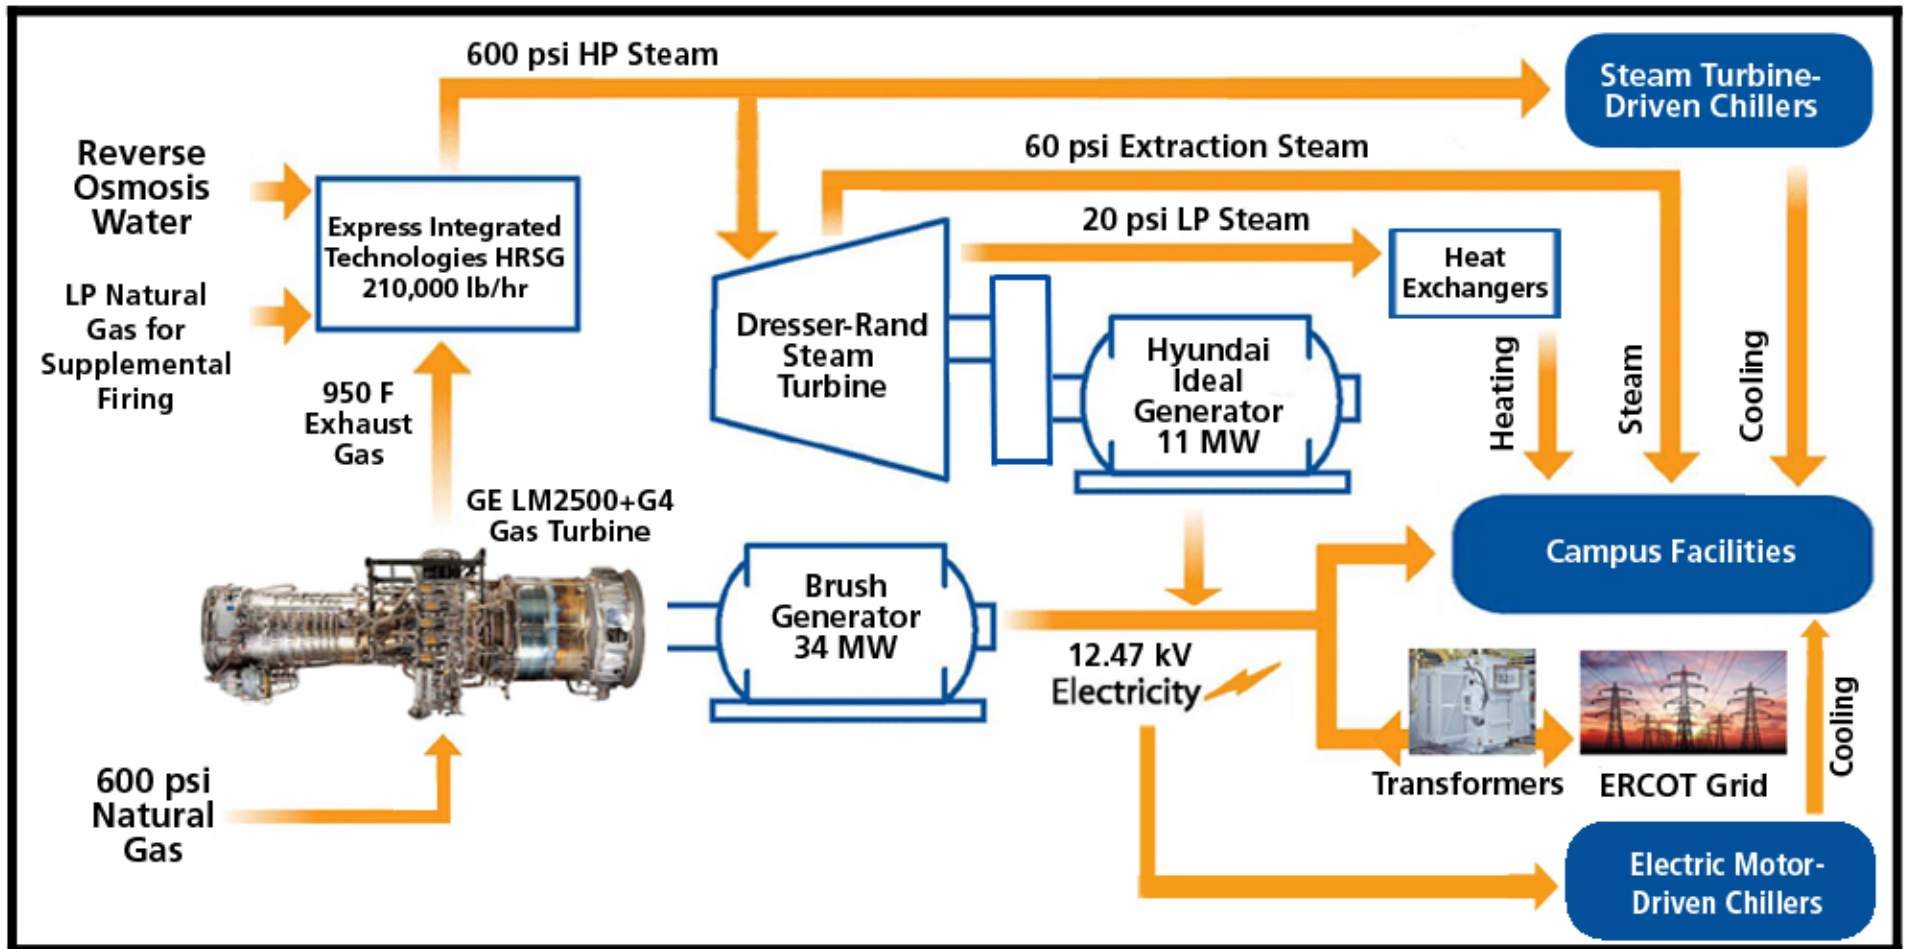 600 psi HP Steam
Steam Turbine-
Driven Chillers
Reverse
Osmosis
Water
60 psi Extraction Steam
20 psi LP Steam
Express Integrated
Technologies HRSG
210,000 lb/hr
Heat
Exchangers
LP Natural
Gas for
Supplemental
Firing
Dresser-Rand
Steam
Turbine
Hyundai
Ideal
Generator
11 MW
Heating
Steam
Cooling
950 F
Exhaust
Gas
GE LM2500+G4
Gas Turbine
Campus Facilities
Brush
Generator
34 MW
12.47 kV
Electricity
Transformers
ERCOT Grid
Cooling
600 psi
Natural
Gas
Electric Motor-
Driven Chillers